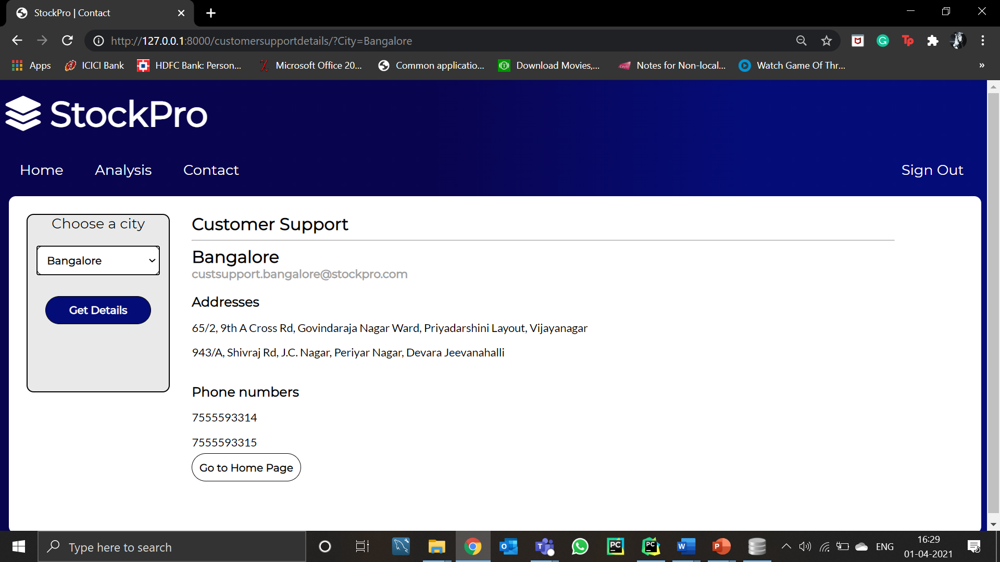 StockPro | Contact
http://127.0.0.1:8000/customersupportdetails/?City=Bangalore
Apps ICICI Bank HDFC Bank: Person... Microsoft Office 20... Common applicatio... Download Movies,... Notes for Non-local... Watch Game Of Thr... »
StockPro
Home Analysis Contact Sign Out
Choose a city
Bangalore
Get Details
Customer Support
Bangalore
custsupport.bangalore@stockpro.com
Addresses
65/2, 9th A Cross Rd, Govindaraja Nagar Ward, Priyadarshini Layout, Vijayanagar
943/A, Shivraj Rd, J.C. Nagar, Periyar Nagar, Devara Jeevanahalli
Phone numbers
7555593314
7555593315
Go to Home Page
Type here to search
ENG
16:29
01-04-2021